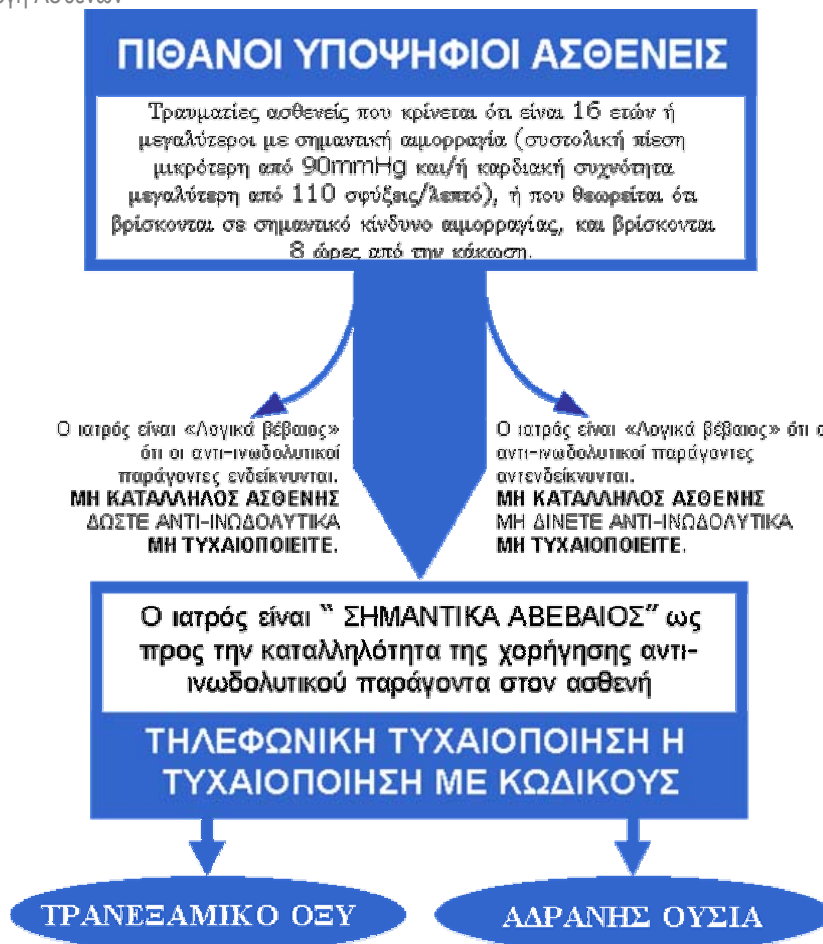 ΠΙΘΑΝΟΙ ΥΠΟΨΗΦΙΟΙ ΑΣΘΕΝΕΙΣ
Τραυματίες ασθενείς που κρίνεται ότι είναι 16 ετών ή
μεγαλύτεροι με σημαντική αιμορραγία (συστολική πίεση
μικρότερη από 90mmHg και/ή καρδιακή συχνότητα
μεγαλύτερη από 110 σφύξεις/λεπτό), ή που θεωρείται ότι
βρίσκονται σε σημαντικό κίνδυνο αιμορραγίας, και βρίσκονται
8 ώρες από την κάκωση.
Ο ιατρός είναι «Λογικά βέβαιος»
ότι οι αντι-ινωδολυτικοί
παράγοντες ενδείκνυνται.
ΜΗ ΚΑΤΑΛΛΗΛΟΣ ΑΣΘΕΝΗΣ
ΔΩΣΤΕ ΑΝΤΙ-ΙΝΩΔΟΛΥΤΙΚΑ
ΜΗ ΤΥΧΑΙΟΠΟΙΕΙΤΕ.
Ο ιατρός είναι «Λογικά βέβαιος» ότι ο
αντι-ινωδολυτικοί παράγοντες
αντενδείκνυνται.
ΜΗ ΚΑΤΑΛΛΗΛΟΣ ΑΣΘΕΝΗΣ
ΜΗ ΔΙΝΕΤΕ ΑΝΤΙ-ΙΝΩΔΟΛΥΤΙΚΑ
ΜΗ ΤΥΧΑΙΟΠΟΙΕΙΤΕ.
Ο ιατρός είναι " ΣΗΜΑΝΤΙΚΑ ΑΒΕΒΑΙΟΣ" ως
προς την καταλληλότητα της χορήγησης αντι-
ινωδολυτικού παράγοντα στον ασθενή
ΤΗΛΕΦΩΝΙΚΗ ΤΥΧΑΙΟΠΟΙΗΣΗ Η
ΤΥΧΑΙΟΠΟΙΗΣΗ ΜΕ ΚΩΔΙΚΟΥΣ
ΤΡΑΝΕΞΑΜΙΚΟ ΟΞΥ
ΑΔΡΑΝΗΣ ΟΥΣΙΑ